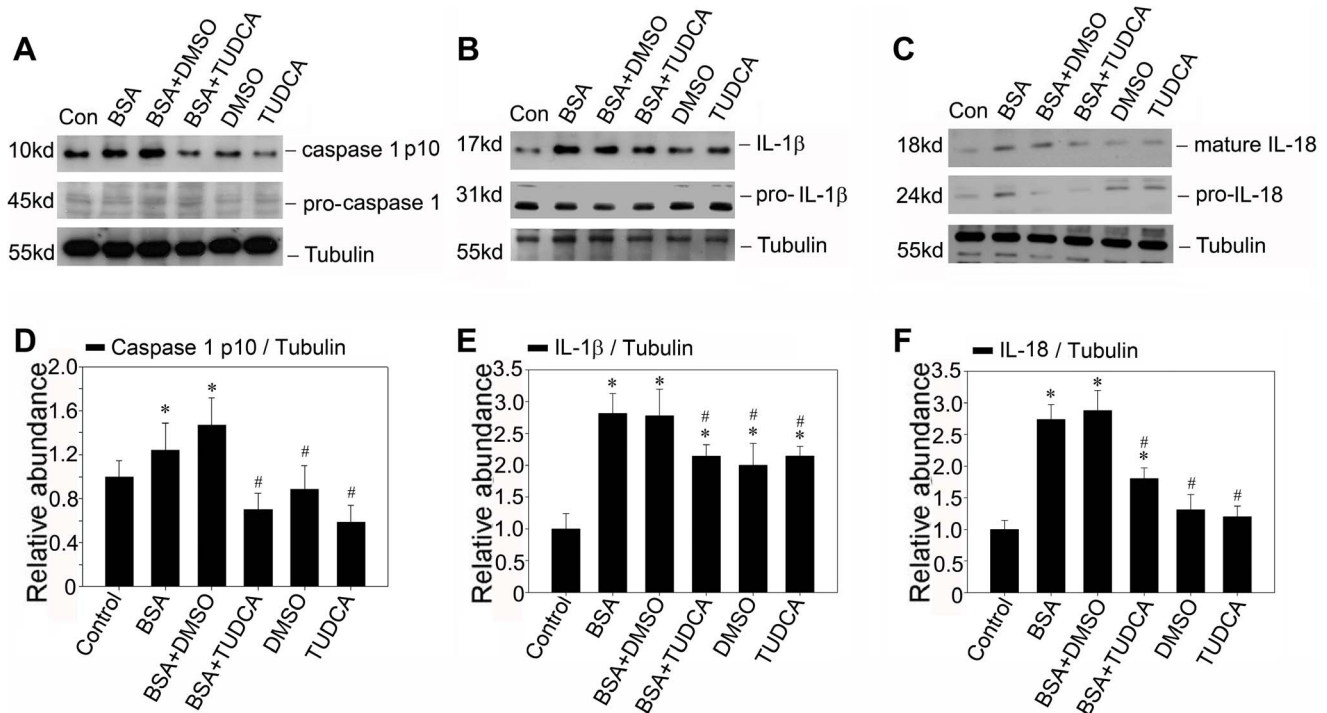 A
Con BSA BSA+DMSO BSA+TUDCA DMSO TUDCA
10kd – caspase 1 p10
45kd – pro-caspase 1
55kd – Tubulin
B
Con BSA BSA+DMSO BSA+TUDCA DMSO TUDCA
17kd – IL-1β
31kd – pro-IL-1β
55kd – Tubulin
C
Con BSA BSA+DMSO BSA+TUDCA DMSO TUDCA
18kd – mature IL-18
24kd – pro-IL-18
55kd – Tubulin
D
Caspase 1 p10 / Tubulin
Relative abundance
2.0
1.6
1.2
0.8
0.4
0
* * # # #
Control BSA BSA+DMSO BSA+TUDCA DMSO TUDCA
E
IL-1β / Tubulin
Relative abundance
3.5
3.0
2.5
2.0
1.5
1.0
0.5
0.0
* * # # #
* * *
Control BSA BSA+DMSO BSA+TUDCA DMSO TUDCA
F
IL-18 / Tubulin
Relative abundance
3.5
3.0
2.5
2.0
1.5
1.0
0.5
0.0
* * # # #
*
Control BSA BSA+DMSO BSA+TUDCA DMSO TUDCA